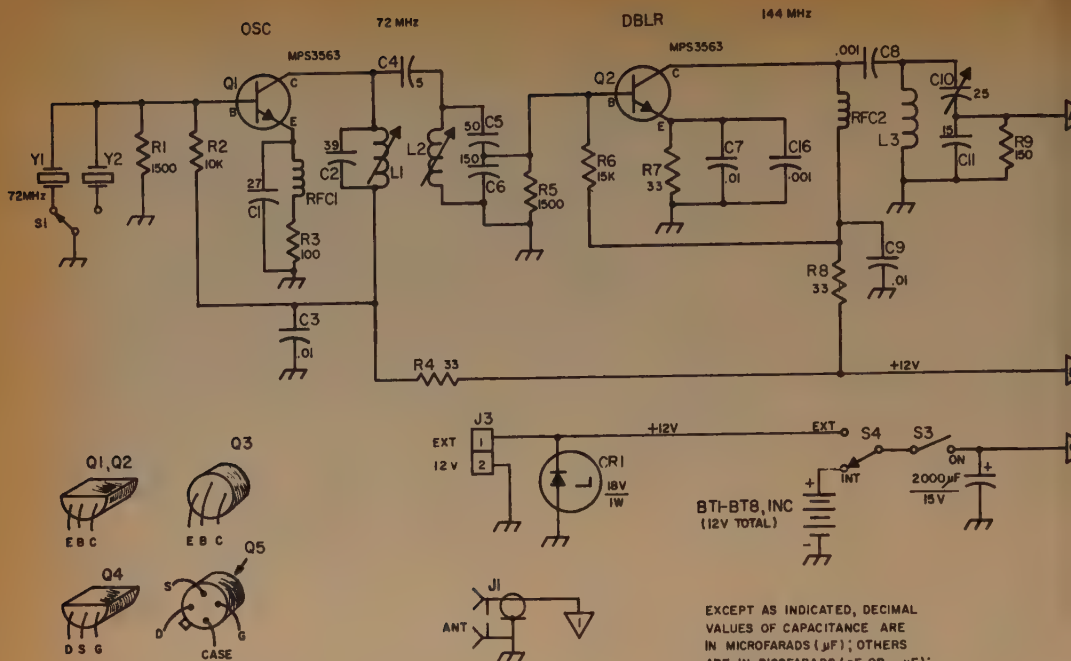 OSC
72 MHz
DBLR
144 MHz
MPS3563
Q1
C
B
E
C4
5
Y1
Y2
72MHz
S1
R1
1500
R2
10K
27
C1
RFC1
R3
100
39
C2
L1
L2
C5
50
150
C6
R5
1500
MPS3563
Q2
C
B
E
R6
15K
R7
33
C7
.01
C16
.001
.001
C8
RFC2
L3
C10
25
15
C11
R9
150
C3
.01
R4 33
R8
33
C9
.01
+12V
Q1,Q2
E B C
Q3
E B C
Q4
D S G
Q5
S
D
G
CASE
J3
EXT 1
12 V 2
+12V
CR1
18V
1W
EXT
S4
S3
INT
ON
+
2000µF
15V
BT1-BT8, INC
(12V TOTAL)
+
-
J1
ANT
1
EXCEPT AS INDICATED, DECIMAL
VALUES OF CAPACITANCE ARE
IN MICROFARADS (µF); OTHERS